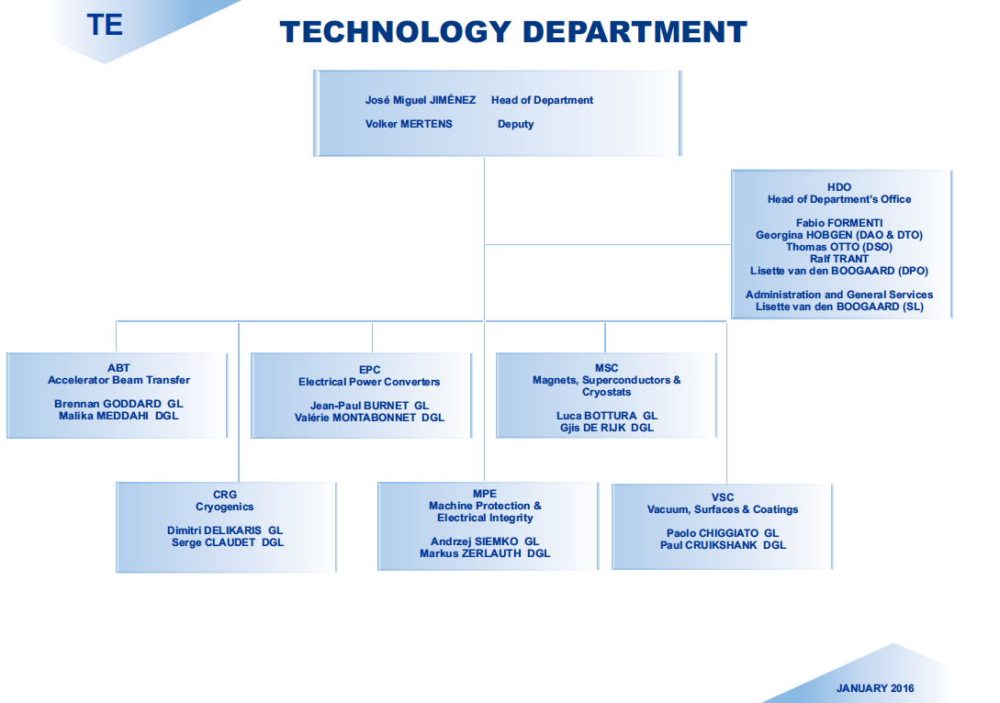 TE
TECHNOLOGY DEPARTMENT
José Miguel JIMÉNEZ Head of Department
Volker MERTENS Deputy
HDO
Head of Department's Office
Fabio FORMENTI
Georgina HOBGEN (DAO & DTO)
Thomas OTTO (DSO)
Ralf TRANT
Lisette van den BOOGAARD (DPO)
Administration and General Services
Lisette van den BOOGAARD (SL)
ABT
Accelerator Beam Transfer
Brennan GODDARD GL
Malika MEDDAHI DGL
EPC
Electrical Power Converters
Jean-Paul BURNET GL
Valérie MONTABONNET DGL
MSC
Magnets, Superconductors &
Cryostats
Luca BOTTURA GL
Gjis DE RIJK DGL
CRG
Cryogenics
Dimitri DELIKARIS GL
Serge CLAUDET DGL
MPE
Machine Protection &
Electrical Integrity
Andrzej SIEMKO GL
Markus ZERLAUTH DGL
VSC
Vacuum, Surfaces & Coatings
Paolo CHIGGIATO GL
Paul CRUIKSHANK DGL
JANUARY 2016